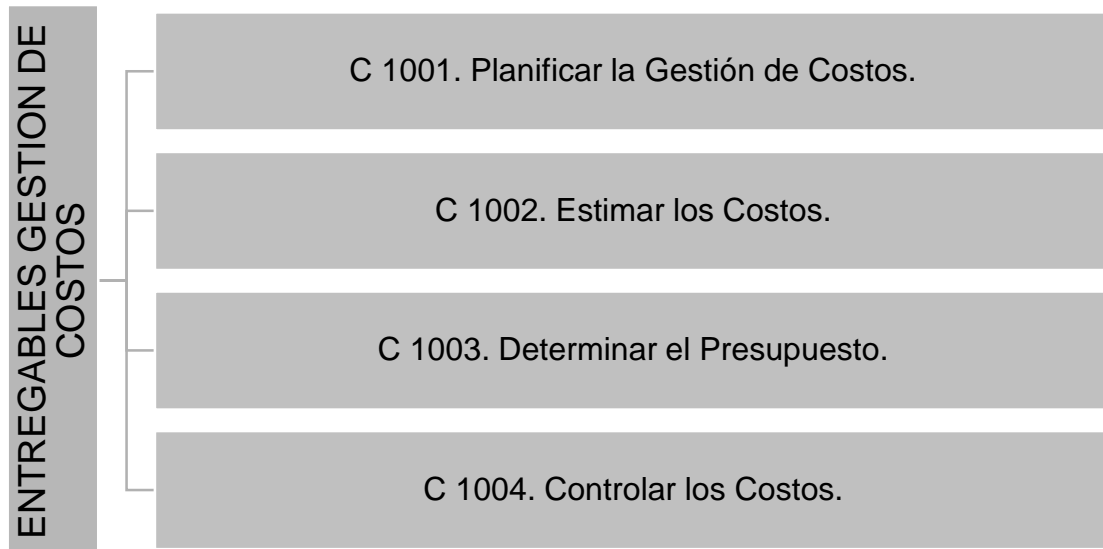 ENTREGABLES GESTION DE
COSTOS
C 1001. Planificar la Gestión de Costos.
C 1002. Estimar los Costos.
C 1003. Determinar el Presupuesto.
C 1004. Controlar los Costos.